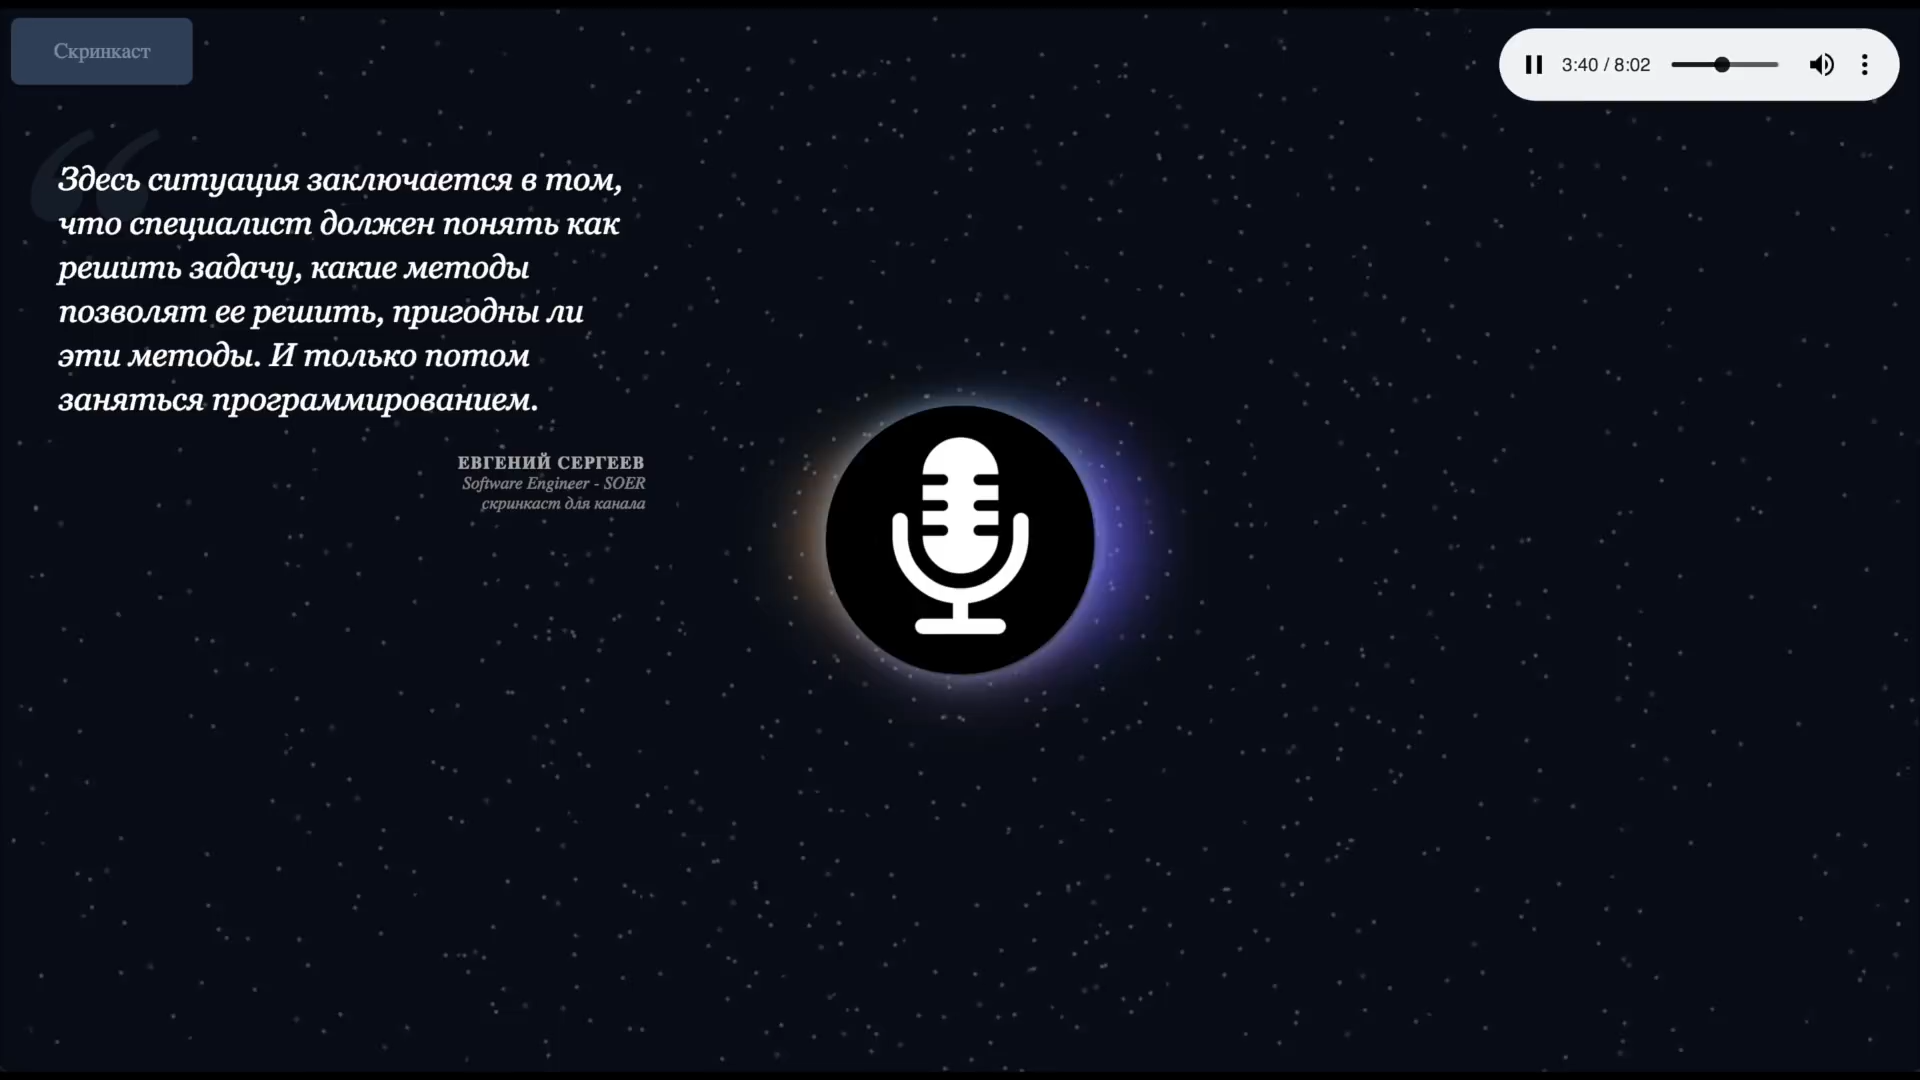 Скринкаст
3:40 / 8:02
Здесь ситуация заключается в том,
что специалист должен понять как
решить задачу, какие методы
позволят ее решить, пригодны ли
эти методы. И только потом
заняться программированием.
ЕВГЕНИЙ СЕРГЕЕВ
Software Engineer - SOER
скринкаст для канала